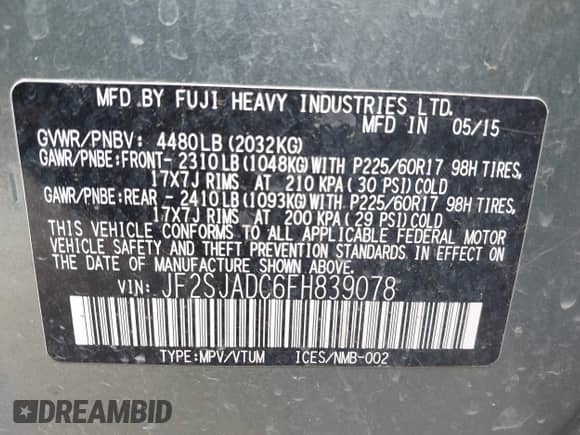 MFD BY FUJI HEAVY INDUSTRIES LTD.
MFD IN 05/15
GVWR/PNBV: 4480LB(2032KG)
GAWR/PNBE:FRONT- 2310LB(1048KG)WITH P225/60R17 98H TIRES,
17X7J RIMS AT 210 KPA(30 PSI)COLD
GAWR/PNBE:REAR - 2410LB(1093KG)WITH P225/60R17 98H TIRES,
17X7J RIMS AT 200 KPA(29 PSI)COLD
THIS VEHICLE CONFORMS TO ALL APPLICABLE FEDERAL MOTOR
VEHICLE SAFETY AND THEFT PREVENTION STANDARDS IN EFFECT
ON THE DATE OF MANUFACTURE SHOWN ABOVE.
VIN: JF2SJADC6FH839078
TYPE:MPV/VTUM ICES/NMB-002
DREAMBID